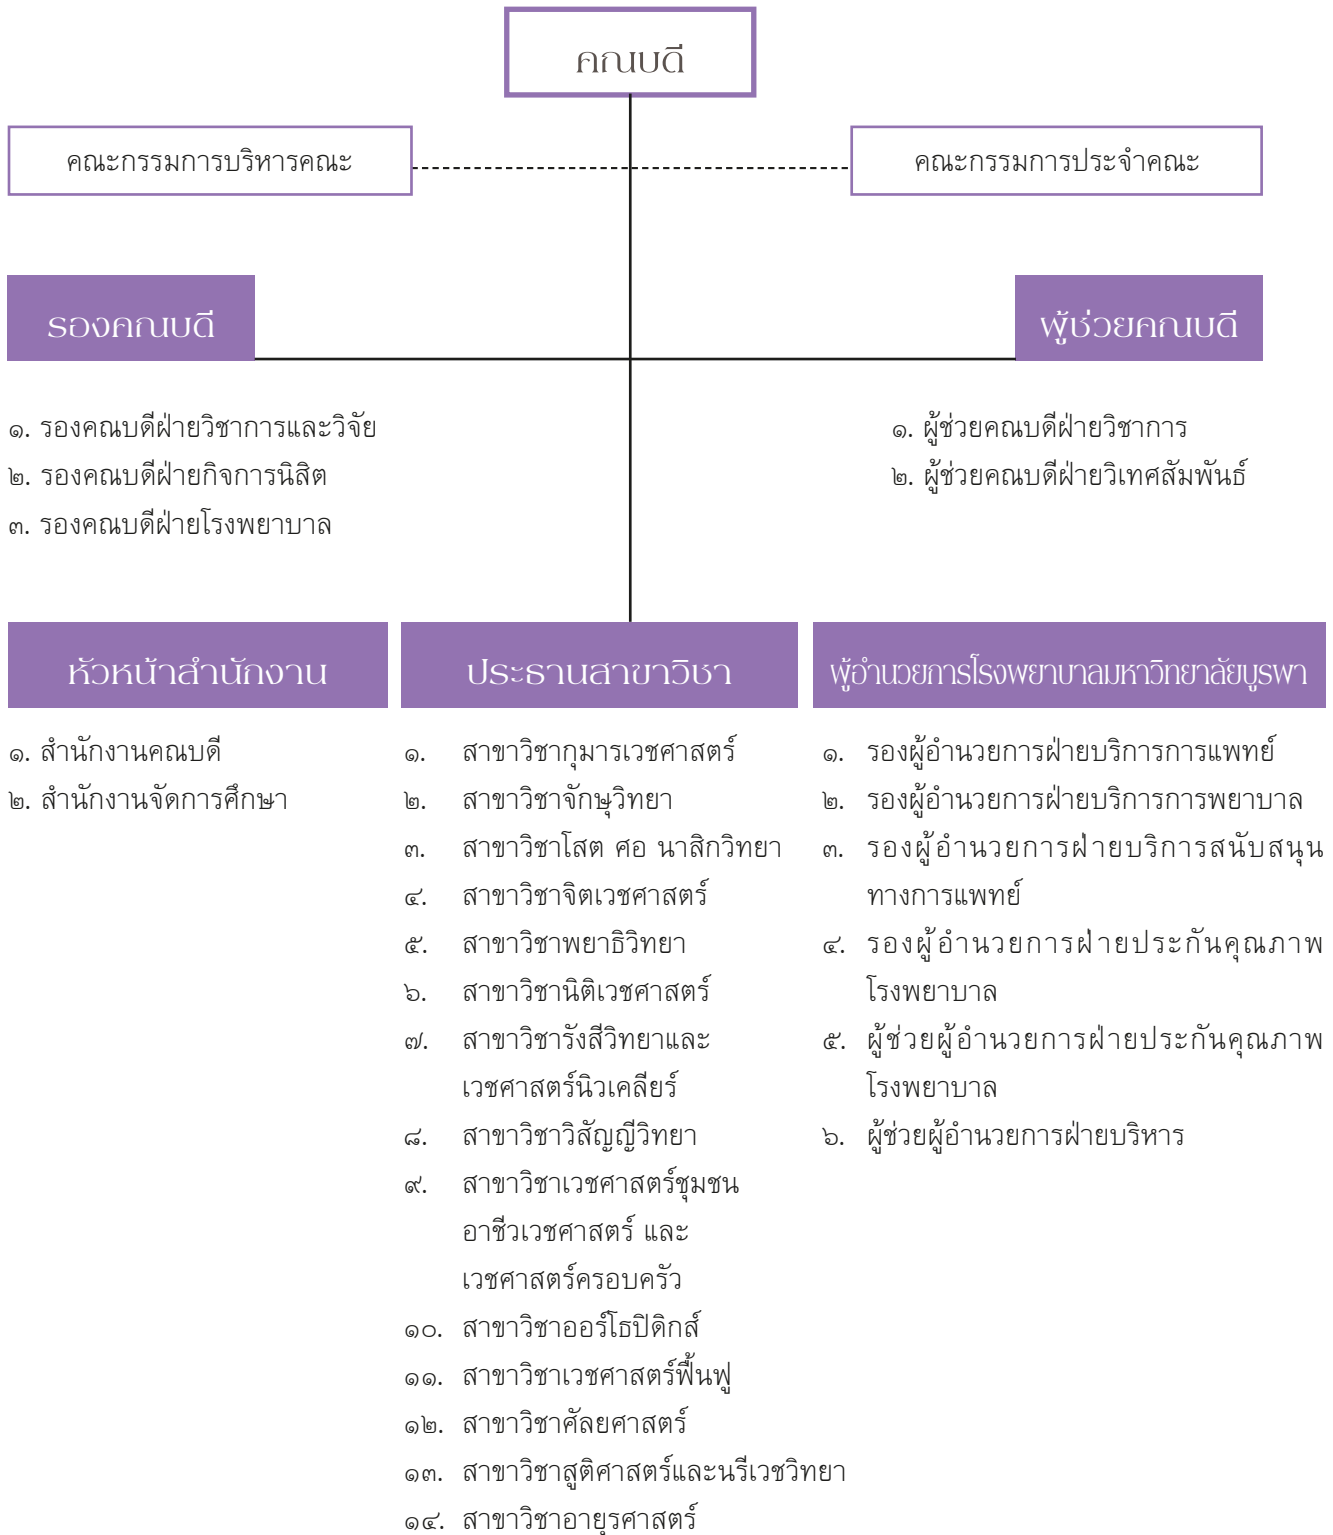 คณบดี
คณะกรรมการบริหารคณะ
คณะกรรมการประจำคณะ
รองคณบดี
ผู้ช่วยคณบดี
๑. รองคณบดีฝ่ายวิชาการและวิจัย
๒. รองคณบดีฝ่ายกิจการนิสิต
๓. รองคณบดีฝ่ายโรงพยาบาล
๑. ผู้ช่วยคณบดีฝ่ายวิชาการ
๒. ผู้ช่วยคณบดีฝ่ายวิเทศสัมพันธ์
หัวหน้าสำนักงาน
๑. สำนักงานคณบดี
๒. สำนักงานจัดการศึกษา
ประธานสาขาวิชา
๑. สาขาวิชากุมารเวชศาสตร์
๒. สาขาวิชาจักษุวิทยา
๓. สาขาวิชาโสต ศอ นาสิกวิทยา
๔. สาขาวิชาจิตเวชศาสตร์
๕. สาขาวิชาพยาธิวิทยา
๖. สาขาวิชานิติเวชศาสตร์
๗. สาขาวิชารังสีวิทยาและ
เวชศาสตร์นิวเคลียร์
๘. สาขาวิชาวิสัญญีวิทยา
๙. สาขาวิชาเวชศาสตร์ชุมชน
อาชีวเวชศาสตร์ และ
เวชศาสตร์ครอบครัว
๑๐. สาขาวิชาออร์โธปิดิกส์
๑๑. สาขาวิชาเวชศาสตร์ฟื้นฟู
๑๒. สาขาวิชาศัลยศาสตร์
๑๓. สาขาวิชาสูติศาสตร์และนรีเวชวิทยา
๑๔. สาขาวิชาอายุรศาสตร์
ผู้อำนวยการโรงพยาบาลมหาวิทยาลัยบูรพา
๑. รองผู้อำนวยการฝ่ายบริการการแพทย์
๒. รองผู้อำนวยการฝ่ายบริการการพยาบาล
๓. รองผู้อำนวยการฝ่ายบริการสนับสนุน
ทางการแพทย์
๔. รองผู้อำนวยการฝ่ายประกันคุณภาพ
โรงพยาบาล
๕. ผู้ช่วยผู้อำนวยการฝ่ายประกันคุณภาพ
โรงพยาบาล
๖. ผู้ช่วยผู้อำนวยการฝ่ายบริหาร